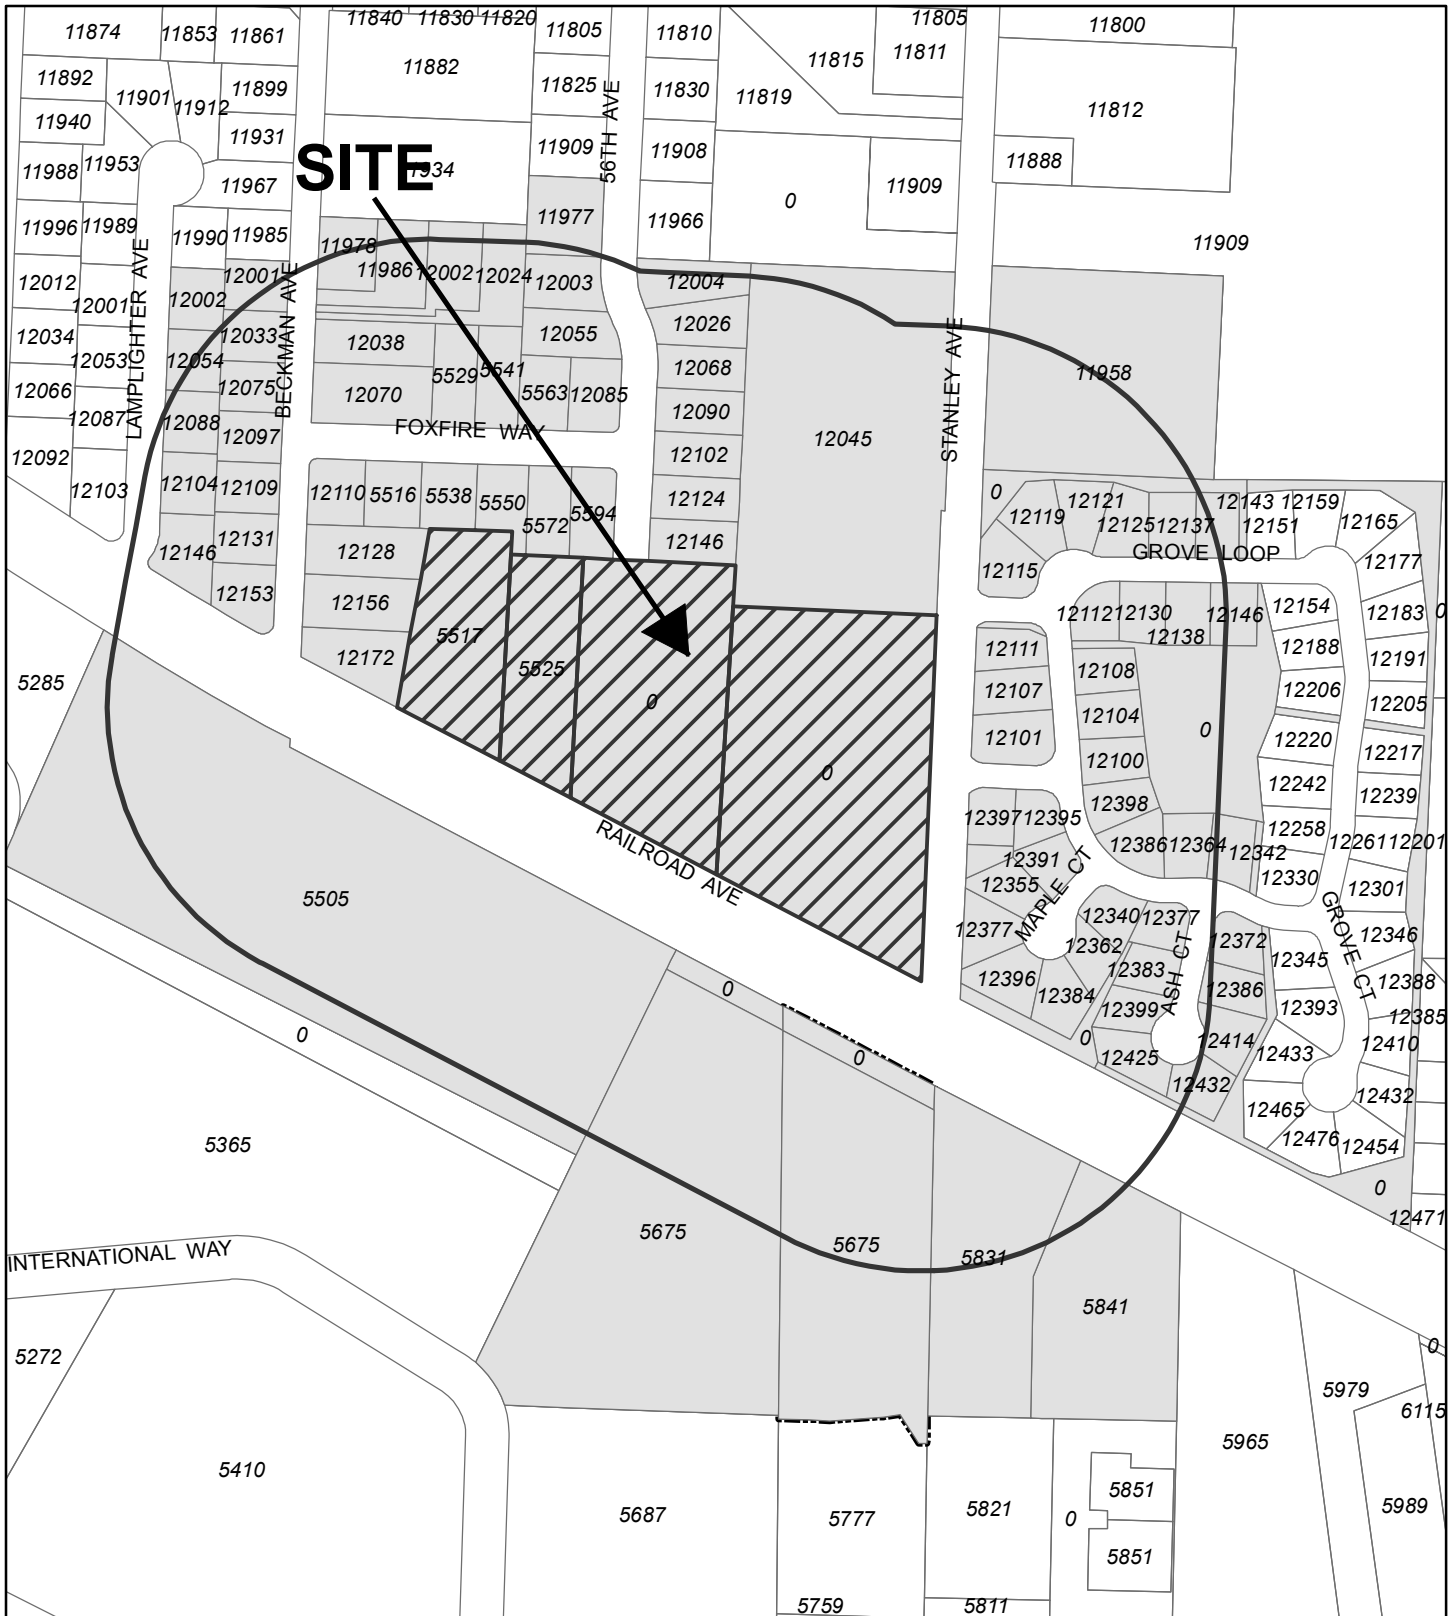 11840 11830 11820 11805
11874 11853 11861 11805 11810 11800
11882 11815 11811
11892 11899 11825 11830 11819 11812
11901 11912
11940 11931 11909 56TH AVE 11908
SITE 11934
11988 11953 11967 11888
11909
0
11996 11989 11990 11985 11977 11966 11909
11978 11986 12002 12024 12003 12004
12012 12001 12002 12001
LAMPLIGHTER AVE
BECKMAN AVE
STANLEY AVE
12034 12053 12054 12033 12038 12055 12026
12066 12075 12070 5529 5541 5563 12085 12068 11958
12087 12088 12097 FOXFIRE WAY 12090 12045
12092 12102
12103 12104 12109 12110 5516 5538 5550 5572 5594 12124
0 12119 12121 12125 12137 12143 12151 12159 12165
12146 12131 12128 12146 GROVE LOOP 12177
12115
12153 12156 12112 12130 12138 12146 12154 12183 0
5517 5525 12111 12188
5285 12172 0 12107 12108 12191
12206 12205
12101 12104 0 12220
0 12100 12242 12217
12398 12239
12397 12395 12386 12364 12342 12258 12261 12201
RAILROAD AVE
12391 12355 MAPLE CT 12330 12301
5505 12377 12340 12377 12372 GROVE CT 12346
12362 12345
0 12396 12384 12383 ASH CT 12386 12388
12399 12393 12385
0 0 0 12425 12414 12433 12410
12432 12432
12465
5365 12476 12454
0
5675 5675 12471
INTERNATIONAL WAY 5831
5841
5272 0
5979
6115
5410 5965
5851
5687 5777 5821 0 5989
5851
5759 5811